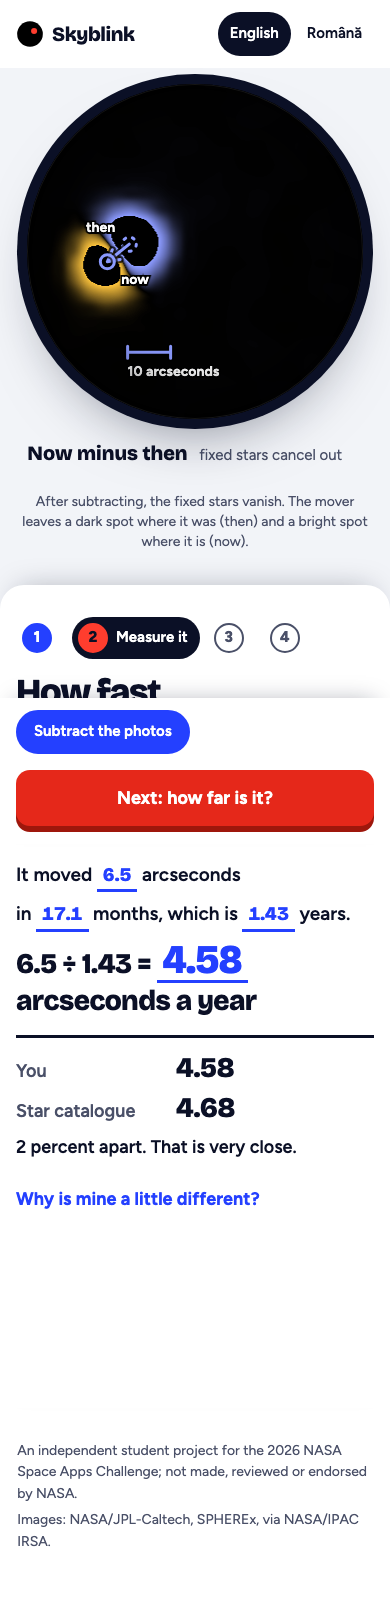 Skyblink
English
Română
then
now
10 arcseconds
Now minus then fixed stars cancel out
After subtracting, the fixed stars vanish. The mover
leaves a dark spot where it was (then) and a bright spot
where it is (now).
1
2 Measure it
3
4
How fast
Subtract the photos
Next: how far is it?
It moved 6.5 arcseconds
in 17.1 months, which is 1.43 years.
6.5 ÷ 1.43 = 4.58
arcseconds a year
You 4.58
Star catalogue 4.68
2 percent apart. That is very close.
Why is mine a little different?
An independent student project for the 2026 NASA
Space Apps Challenge; not made, reviewed or endorsed
by NASA.
Images: NASA/JPL-Caltech, SPHEREx, via NASA/IPAC
IRSA.